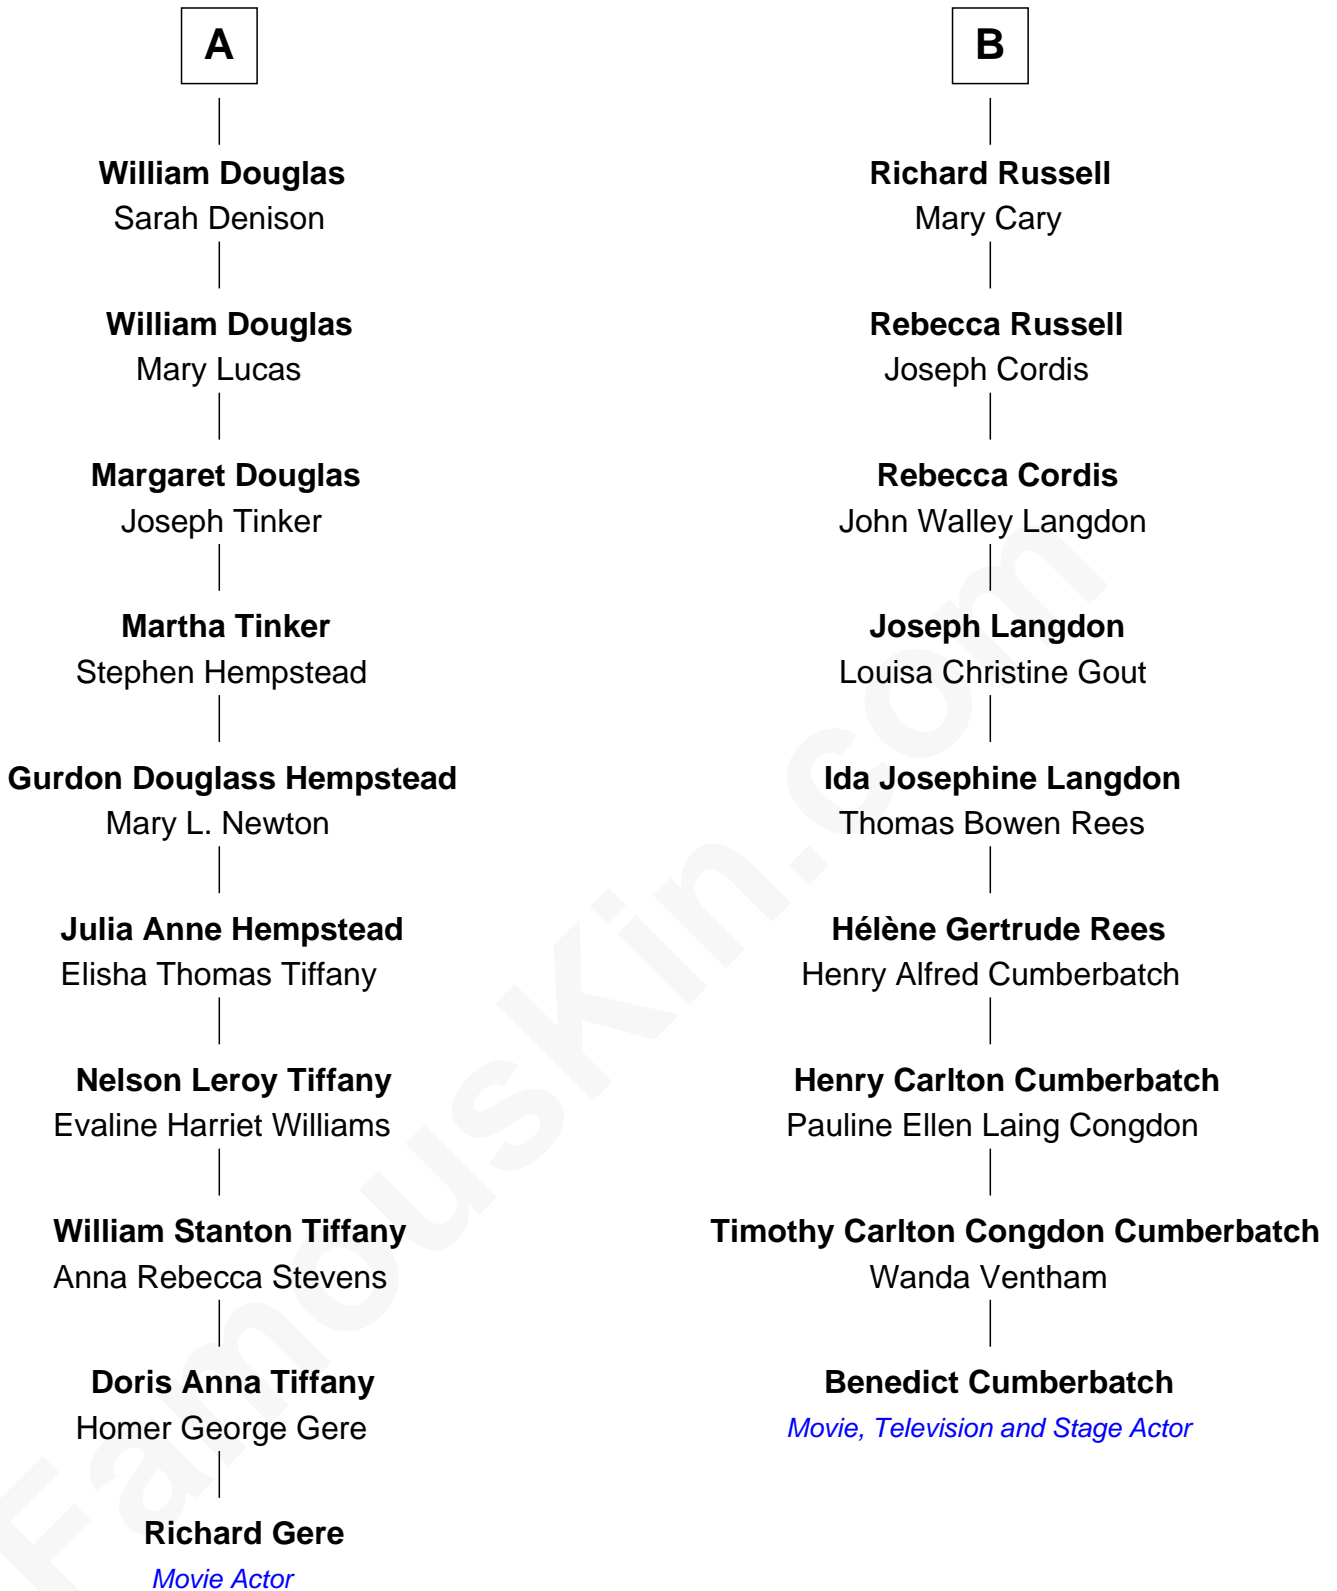 A
William Douglas
Sarah Denison
William Douglas
Mary Lucas
Margaret Douglas
Joseph Tinker
Martha Tinker
Stephen Hempstead
Gurdon Douglass Hempstead
Mary L. Newton
Julia Anne Hempstead
Elisha Thomas Tiffany
Nelson Leroy Tiffany
Evaline Harriet Williams
William Stanton Tiffany
Anna Rebecca Stevens
Doris Anna Tiffany
Homer George Gere
Richard Gere
Movie Actor
B
Richard Russell
Mary Cary
Rebecca Russell
Joseph Cordis
Rebecca Cordis
John Walley Langdon
Joseph Langdon
Louisa Christine Gout
Ida Josephine Langdon
Thomas Bowen Rees
Hélène Gertrude Rees
Henry Alfred Cumberbatch
Henry Carlton Cumberbatch
Pauline Ellen Laing Congdon
Timothy Carlton Congdon Cumberbatch
Wanda Ventham
Benedict Cumberbatch
Movie, Television and Stage Actor
FamousKin.com